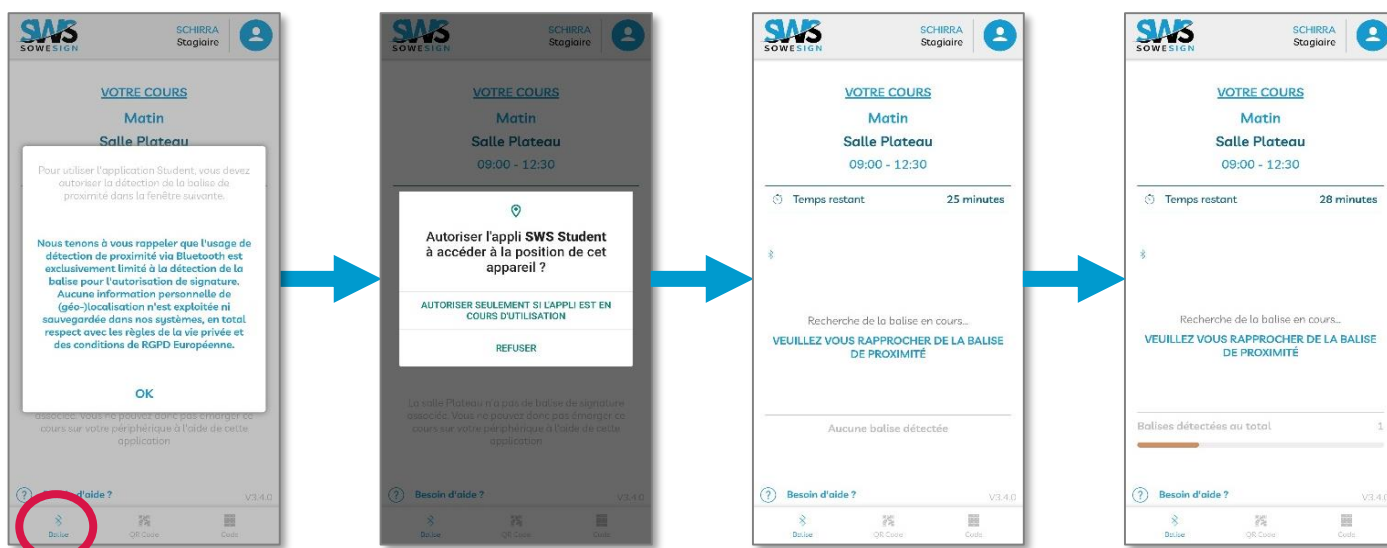 SWS
SOWESIGN
SCHIRRA
Stagiaire
VOTRE COURS
Matin
Salle Plateau
Pour utiliser l'application Student, vous devez
autoriser la détection de la balise de
proximité dans la fenêtre suivante.
Nous tenons à vous rappeler que l'usage de
détection de proximité via Bluetooth est
exclusivement limité à la détection de la
balise pour l'autorisation de signature.
Aucune information personnelle de
(géo-)localisation n'est exploitée ni
sauvegardée dans nos systèmes, en total
respect avec les règles de la vie privée et
des conditions de RGPD Européenne.
OK
associée. Vous ne pouvez donc pas émarger ce
cours sur votre périphérique à l'aide de cette
application
? Besoin d'aide ?
V3.4.0
Balise QR Code Code
SWS
SOWESIGN
SCHIRRA
Stagiaire
VOTRE COURS
Matin
Salle Plateau
09:00 - 12:30
Autoriser l'appli SWS Student
à accéder à la position de cet
appareil ?
AUTORISER SEULEMENT SI L'APPLI EST EN
COURS D'UTILISATION
REFUSER
La salle Plateau n'a pas de balise de signature
associée. Vous ne pouvez donc pas émarger ce
cours sur votre périphérique à l'aide de cette
application
? Besoin d'aide ?
V3.4.0
Balise QR Code Code
SWS
SOWESIGN
SCHIRRA
Stagiaire
VOTRE COURS
Matin
Salle Plateau
09:00 - 12:30
Temps restant 25 minutes
Recherche de la balise en cours...
VEUILLEZ VOUS RAPPROCHER DE LA BALISE
DE PROXIMITÉ
Aucune balise détectée
? Besoin d'aide ?
V3.4.0
Balise QR Code Code
SWS
SOWESIGN
SCHIRRA
Stagiaire
VOTRE COURS
Matin
Salle Plateau
09:00 - 12:30
Temps restant 28 minutes
Recherche de la balise en cours...
VEUILLEZ VOUS RAPPROCHER DE LA BALISE
DE PROXIMITÉ
Balises détectées au total 1
? Besoin d'aide ?
V3.4.0
Balise QR Code Code